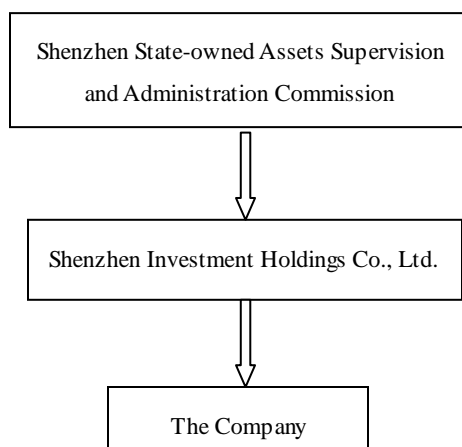 Shenzhen State-owned Assets Supervision
and Administration Commission
Shenzhen Investment Holdings Co., Ltd.
The Company